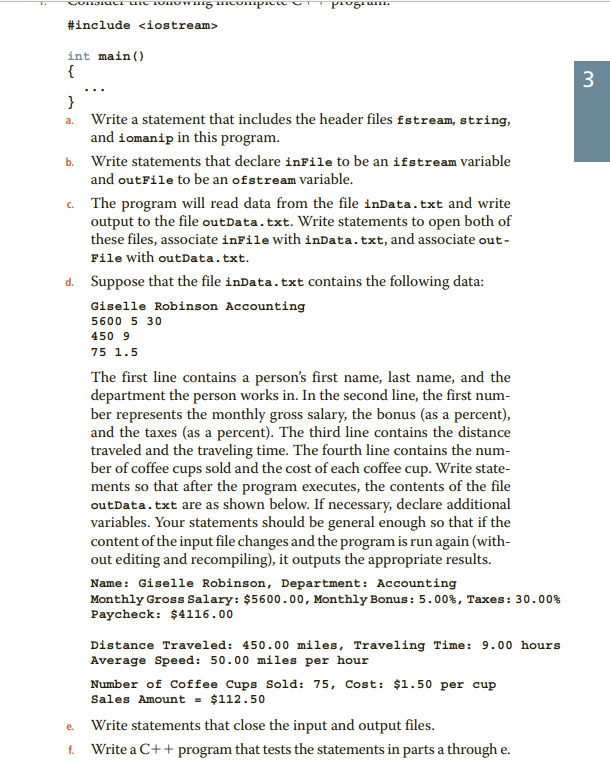 #include <iostream>
int main()
{
...
}
3
a. Write a statement that includes the header files fstream, string,
and iomanip in this program.
b. Write statements that declare inFile to be an ifstream variable
and outFile to be an ofstream variable.
c. The program will read data from the file inData.txt and write
output to the file outData.txt. Write statements to open both of
these files, associate inFile with inData.txt, and associate out-
File with outData.txt.
d. Suppose that the file inData.txt contains the following data:
Giselle Robinson Accounting
5600 5 30
450 9
75 1.5
The first line contains a person's first name, last name, and the
department the person works in. In the second line, the first num-
ber represents the monthly gross salary, the bonus (as a percent),
and the taxes (as a percent). The third line contains the distance
traveled and the traveling time. The fourth line contains the num-
ber of coffee cups sold and the cost of each coffee cup. Write state-
ments so that after the program executes, the contents of the file
outData.txt are as shown below. If necessary, declare additional
variables. Your statements should be general enough so that if the
content of the input file changes and the program is run again (with-
out editing and recompiling), it outputs the appropriate results.
Name: Giselle Robinson, Department: Accounting
Monthly Gross Salary: $5600.00, Monthly Bonus: 5.00%, Taxes: 30.00%
Paycheck: $4116.00
Distance Traveled: 450.00 miles, Traveling Time: 9.00 hours
Average Speed: 50.00 miles per hour
Number of Coffee Cups Sold: 75, Cost: $1.50 per cup
Sales Amount = $112.50
e. Write statements that close the input and output files.
f. Write a C++ program that tests the statements in parts a through e.